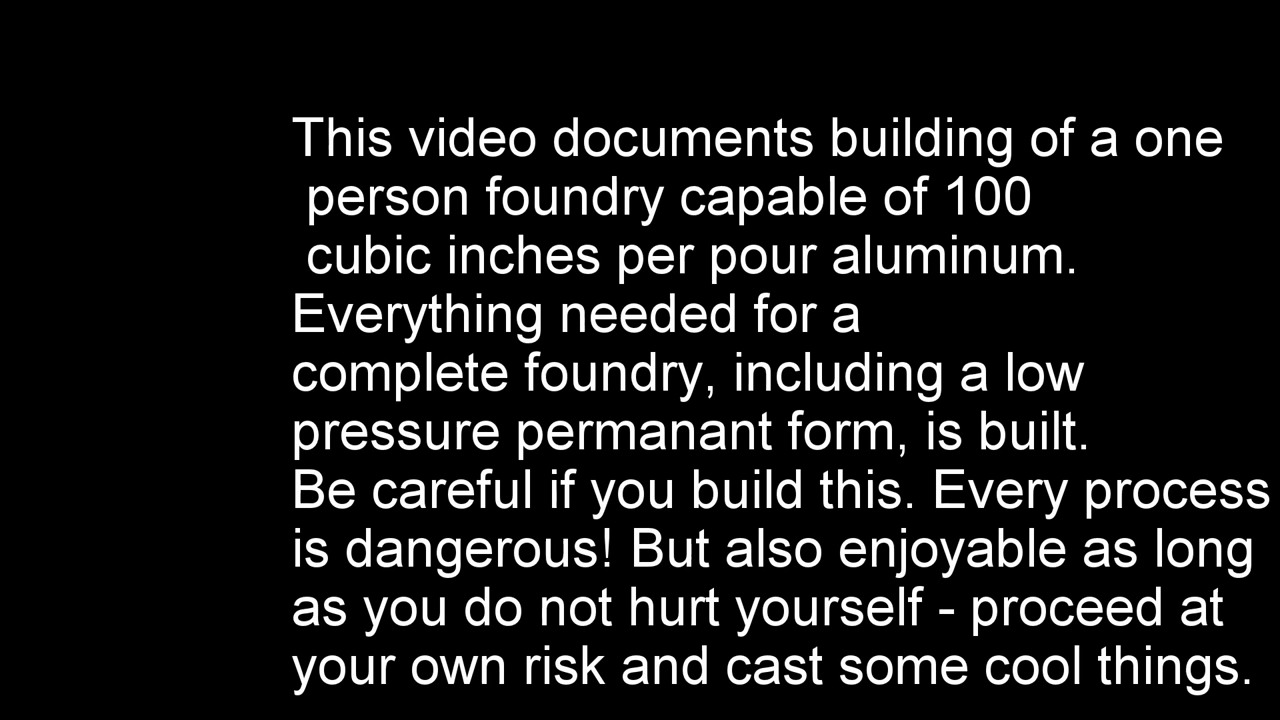 This video documents building of a one
person foundry capable of 100
cubic inches per pour aluminum.
Everything needed for a
complete foundry, including a low
pressure permanant form, is built.
Be careful if you build this. Every process
is dangerous! But also enjoyable as long
as you do not hurt yourself - proceed at
your own risk and cast some cool things.